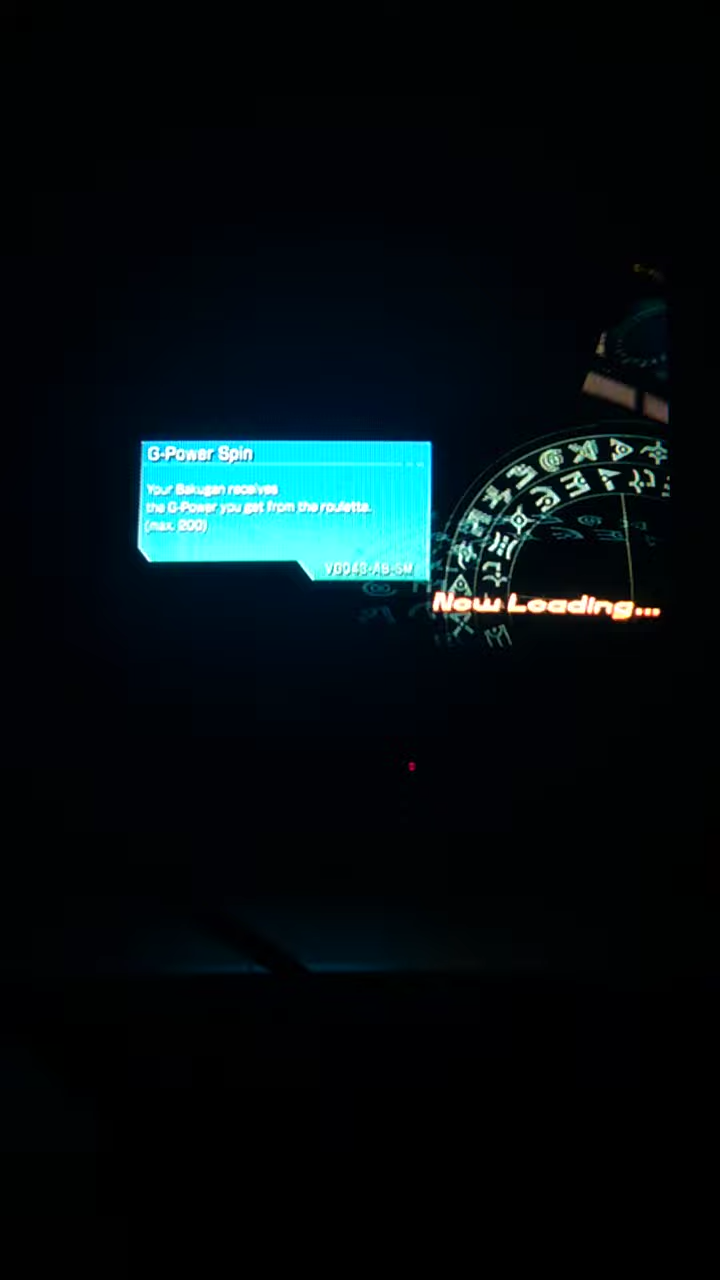 G-Power Spin
Your Bakugan receives
the G-Power you get from the roulette.
(max. 200)
V0043-AB-SM
Now Loading...